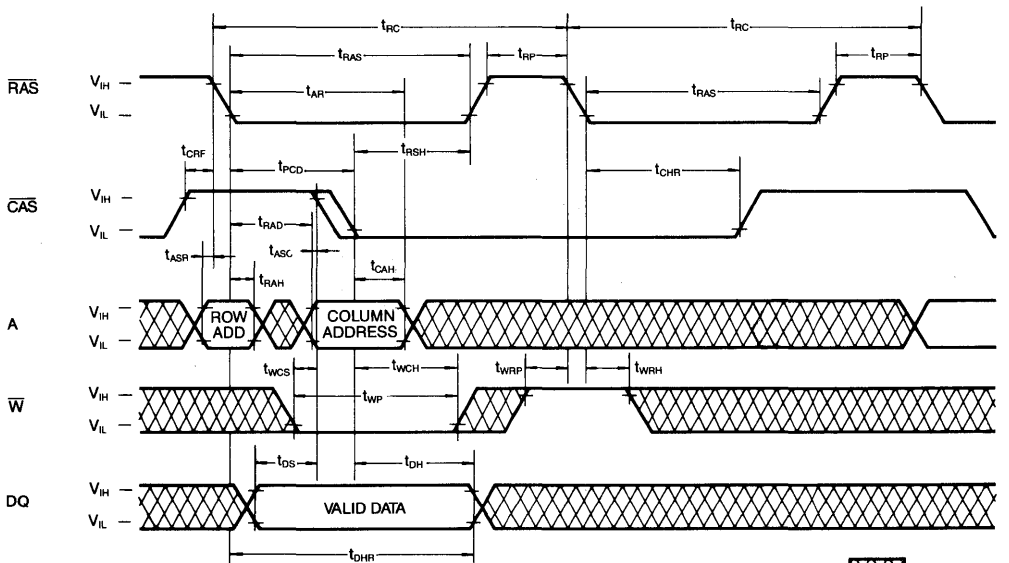 tRC tRC
tRAS tRP tRP
RAS VIH
tAR tRAS
VIL
tCRF tPCD tRSH tCHR
CAS VIH
VIL
tRAD
tASR tASC
tRAH tCAH
A VIH
VIL
ROW ADD
COLUMN ADDRESS
tWCS tWCH tWRP tWRH
W VIH
tWP
VIL
tDS tDH
DQ VIH
VIL
VALID DATA
tDHR